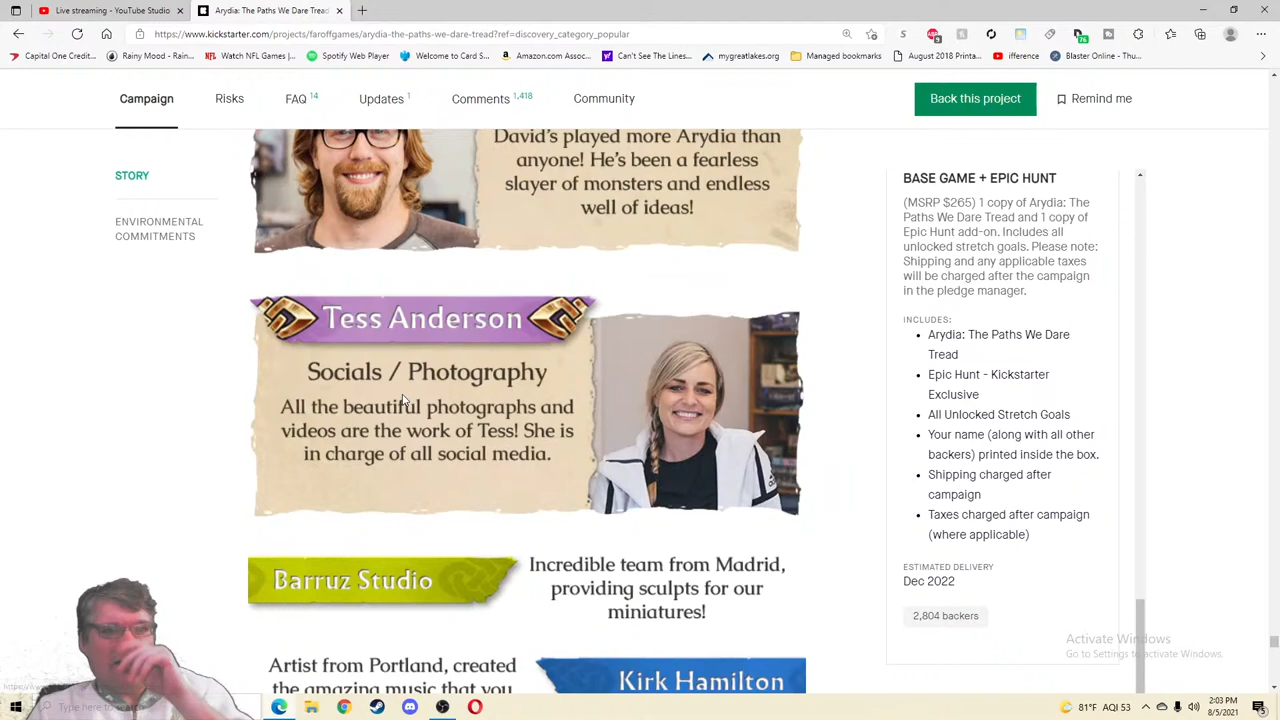 Live streaming - YouTube Studio
Arydia: The Paths We Dare Tread
https://www.kickstarter.com/projects/faroffgames/arydia-the-paths-we-dare-tread?ref=discovery_category_popular
Capital One Credit...
Rainy Mood - Rain...
Watch NFL Games |...
Spotify Web Player
Welcome to Card S...
Amazon.com Assoc...
Can't See The Lines...
mygreatlakes.org
Managed bookmarks
August 2018 Printa...
ifference
Blaster Online - Thu...
Campaign
Risks
FAQ 14
Updates 1
Comments 1,418
Community
Back this project
Remind me
STORY
ENVIRONMENTAL
COMMITMENTS
David's played more Arydia than
anyone! He's been a fearless
slayer of monsters and endless
well of ideas!
Tess Anderson
Socials / Photography
All the beautiful photographs and
videos are the work of Tess! She is
in charge of all social media.
Barruz Studio
Incredible team from Madrid,
providing sculpts for our
miniatures!
Artist from Portland, created
the amazing music that you
Kirk Hamilton
BASE GAME + EPIC HUNT
(MSRP $265) 1 copy of Arydia: The
Paths We Dare Tread and 1 copy of
Epic Hunt add-on. Includes all
unlocked stretch goals. Please note:
Shipping and any applicable taxes
will be charged after the campaign
in the pledge manager.
INCLUDES:
Arydia: The Paths We Dare
Tread
Epic Hunt - Kickstarter
Exclusive
All Unlocked Stretch Goals
Your name (along with all other
backers) printed inside the box.
Shipping charged after
campaign
Taxes charged after campaign
(where applicable)
ESTIMATED DELIVERY
Dec 2022
2,804 backers
Activate Windows
Go to Settings to activate Windows.
Type here to search
81°F AQI 53
2:03 PM
8/5/2021